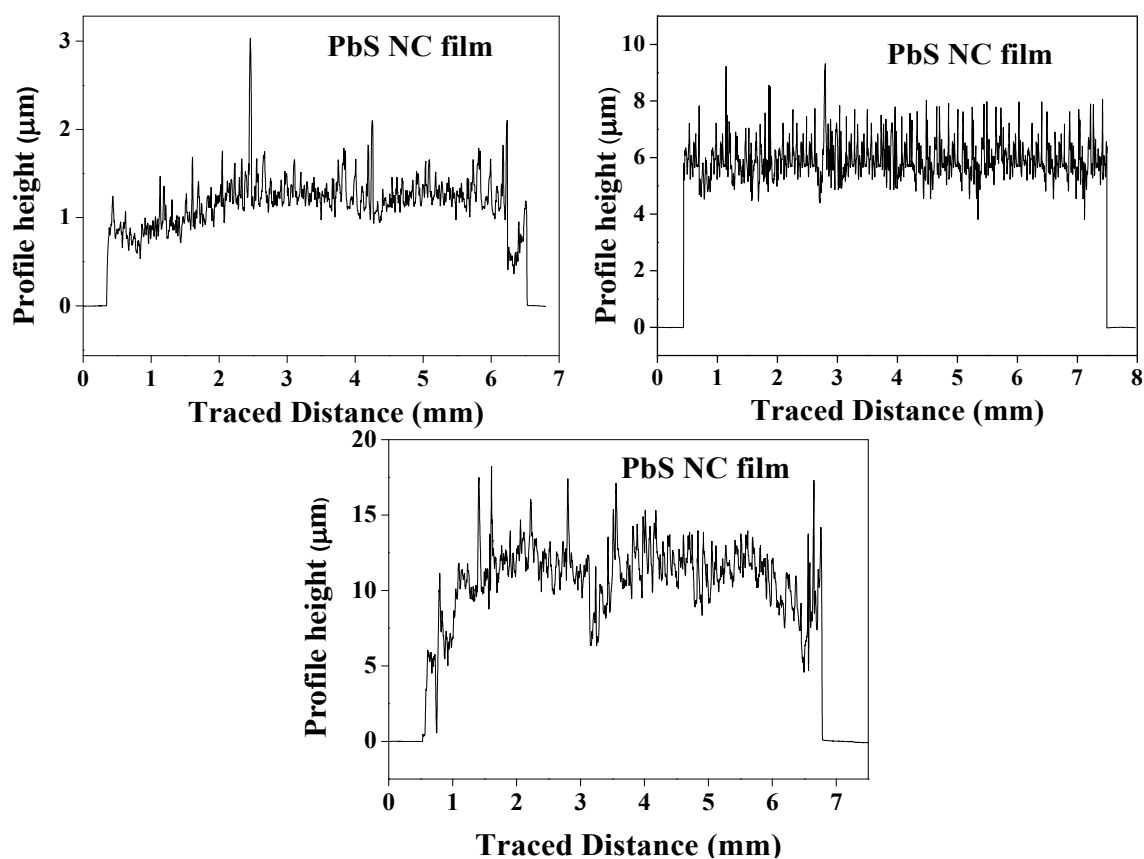 PbS NC film
3
2
1
0
Profile height (μm)
0 1 2 3 4 5 6 7
Traced Distance (mm)
PbS NC film
10
8
6
4
2
0
Profile height (μm)
0 1 2 3 4 5 6 7 8
Traced Distance (mm)
PbS NC film
20
15
10
5
0
Profile height (μm)
0 1 2 3 4 5 6 7
Traced Distance (mm)